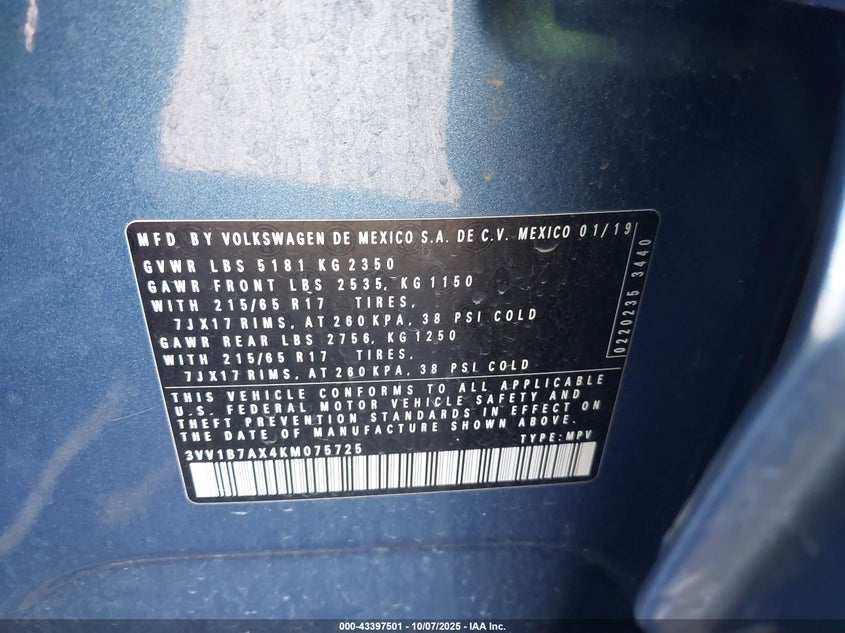 MFD BY VOLKSWAGEN DE MEXICO S.A. DE C.V. MEXICO 01/19
GVWR LBS 5181 KG 2350
GAWR FRONT LBS 2535, KG 1150
WITH 215/65 R17 TIRES,
7JX17 RIMS, AT 260 KPA, 38 PSI COLD
GAWR REAR LBS 2756, KG 1250
WITH 215/65 R17 TIRES,
7JX17 RIMS, AT 260 KPA, 38 PSI COLD
0220235 3440
THIS VEHICLE CONFORMS TO ALL APPLICABLE
U.S. FEDERAL MOTOR VEHICLE SAFETY AND
THEFT PREVENTION STANDARDS IN EFFECT ON
THE DATE OF MANUFACTURE SHOWN ABOVE.
3VV1B7AX4KM075725 TYPE: MPV
000-43397501 - 10/07/2025 - IAA Inc.